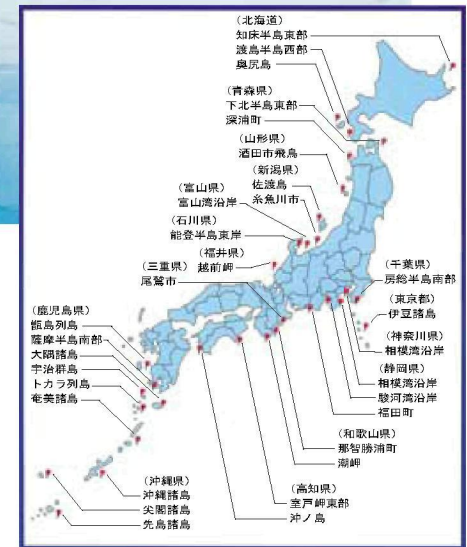 (北海道)
知床半島東部
渡島半島西部
奥尻島
(青森県)
下北半島東部
深浦町
(山形県)
酒田市飛島
(新潟県)
佐渡島
糸魚川市
(富山県)
富山湾沿岸
(石川県)
能登半島東岸
(福井県)
越前岬
(三重県)
尾鷲市
(千葉県)
房総半島南部
(東京都)
伊豆諸島
(神奈川県)
相模湾沿岸
(静岡県)
相模湾沿岸
駿河湾沿岸
福田町
(和歌山県)
那智勝浦町
潮岬
(高知県)
室戸岬東部
沖ノ島
(鹿児島県)
甑島列島
薩摩半島南部
大隅諸島
宇治群島
トカラ列島
奄美諸島
(沖縄県)
沖縄諸島
尖閣諸島
先島諸島